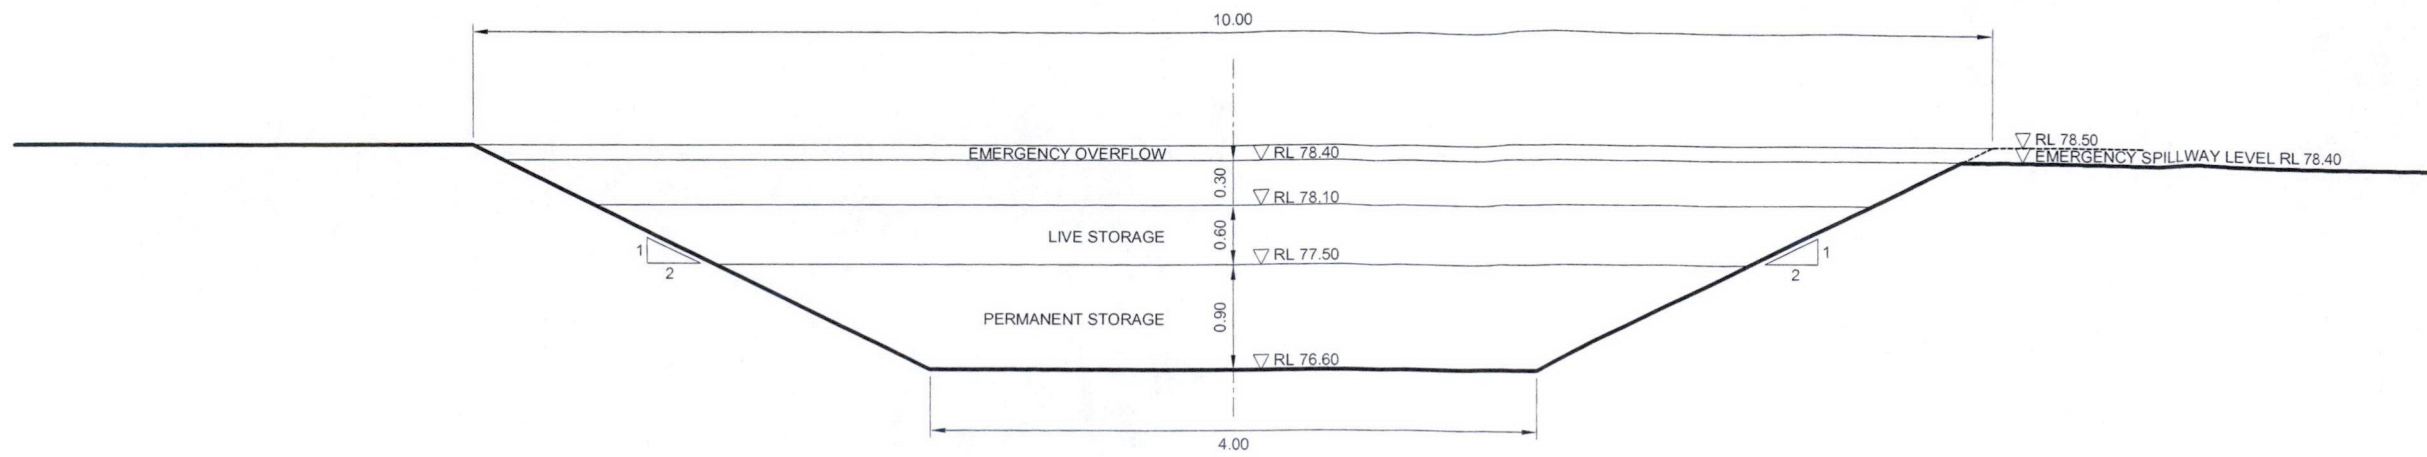 10.00
RL 78.50
EMERGENCY OVERFLOW RL 78.40
EMERGENCY SPILLWAY LEVEL RL 78.40
0.30
RL 78.10
LIVE STORAGE
0.60
1
2
RL 77.50
1
2
PERMANENT STORAGE
0.90
RL 76.60
4.00